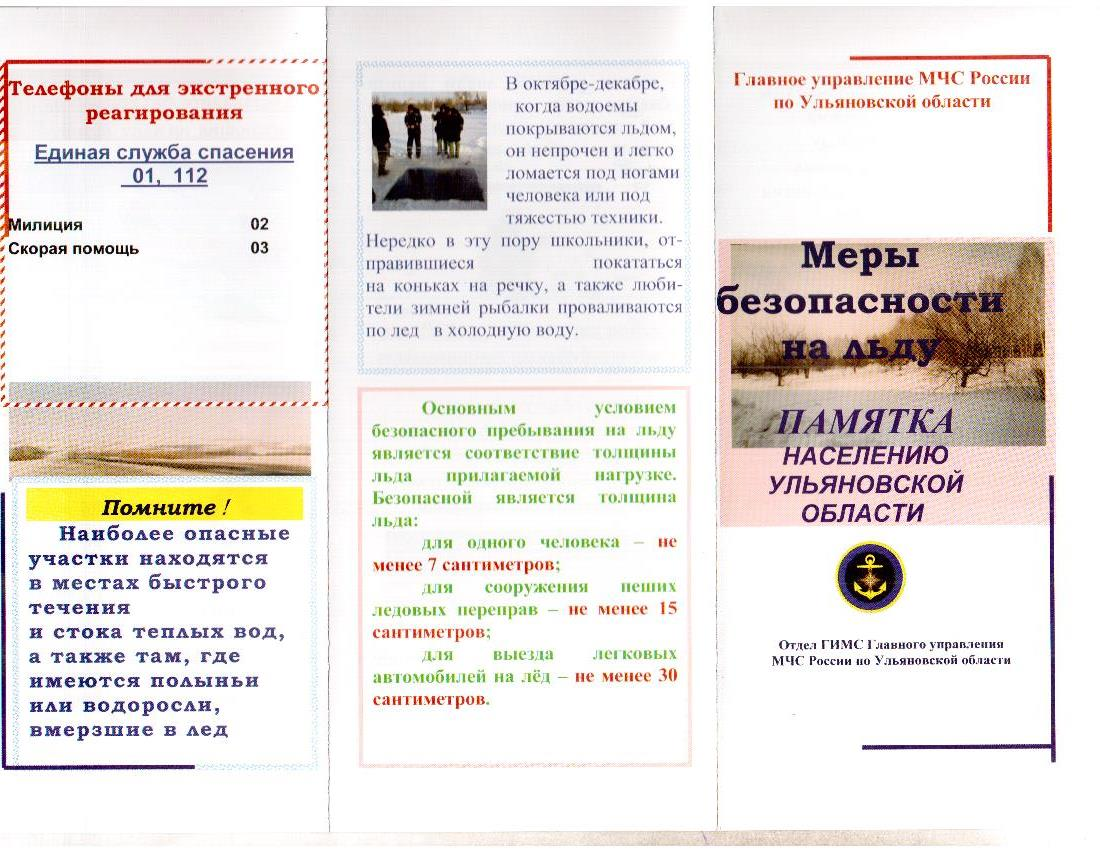 Телефоны для экстренного
реагирования
Единая служба спасения
01, 112
Милиция 02
Скорая помощь 03
Помните !
Наиболее опасные
участки находятся
в местах быстрого
течения
и стока теплых вод,
а также там, где
имеются полыньи
или водоросли,
вмерзшие в лед
В октябре-декабре,
когда водоемы
покрываются льдом,
он непрочен и легко
ломается под ногами
человека или под
тяжестью техники.
Нередко в эту пору школьники, от-
правившиеся покататься
на коньках на речку, а также люби-
тели зимней рыбалки проваливаются
по лед в холодную воду.
Основным условием
безопасного пребывания на льду
является соответствие толщины
льда прилагаемой нагрузке.
Безопасной является толщина
льда:
для одного человека – не
менее 7 сантиметров;
для сооружения пеших
ледовых переправ – не менее 15
сантиметров;
для выезда легковых
автомобилей на лёд – не менее 30
сантиметров.
Главное управление МЧС России
по Ульяновской области
Меры
безопасности
на льду
ПАМЯТКА
НАСЕЛЕНИЮ
УЛЬЯНОВСКОЙ
ОБЛАСТИ
Отдел ГИМС Главного управления
МЧС России по Ульяновской области